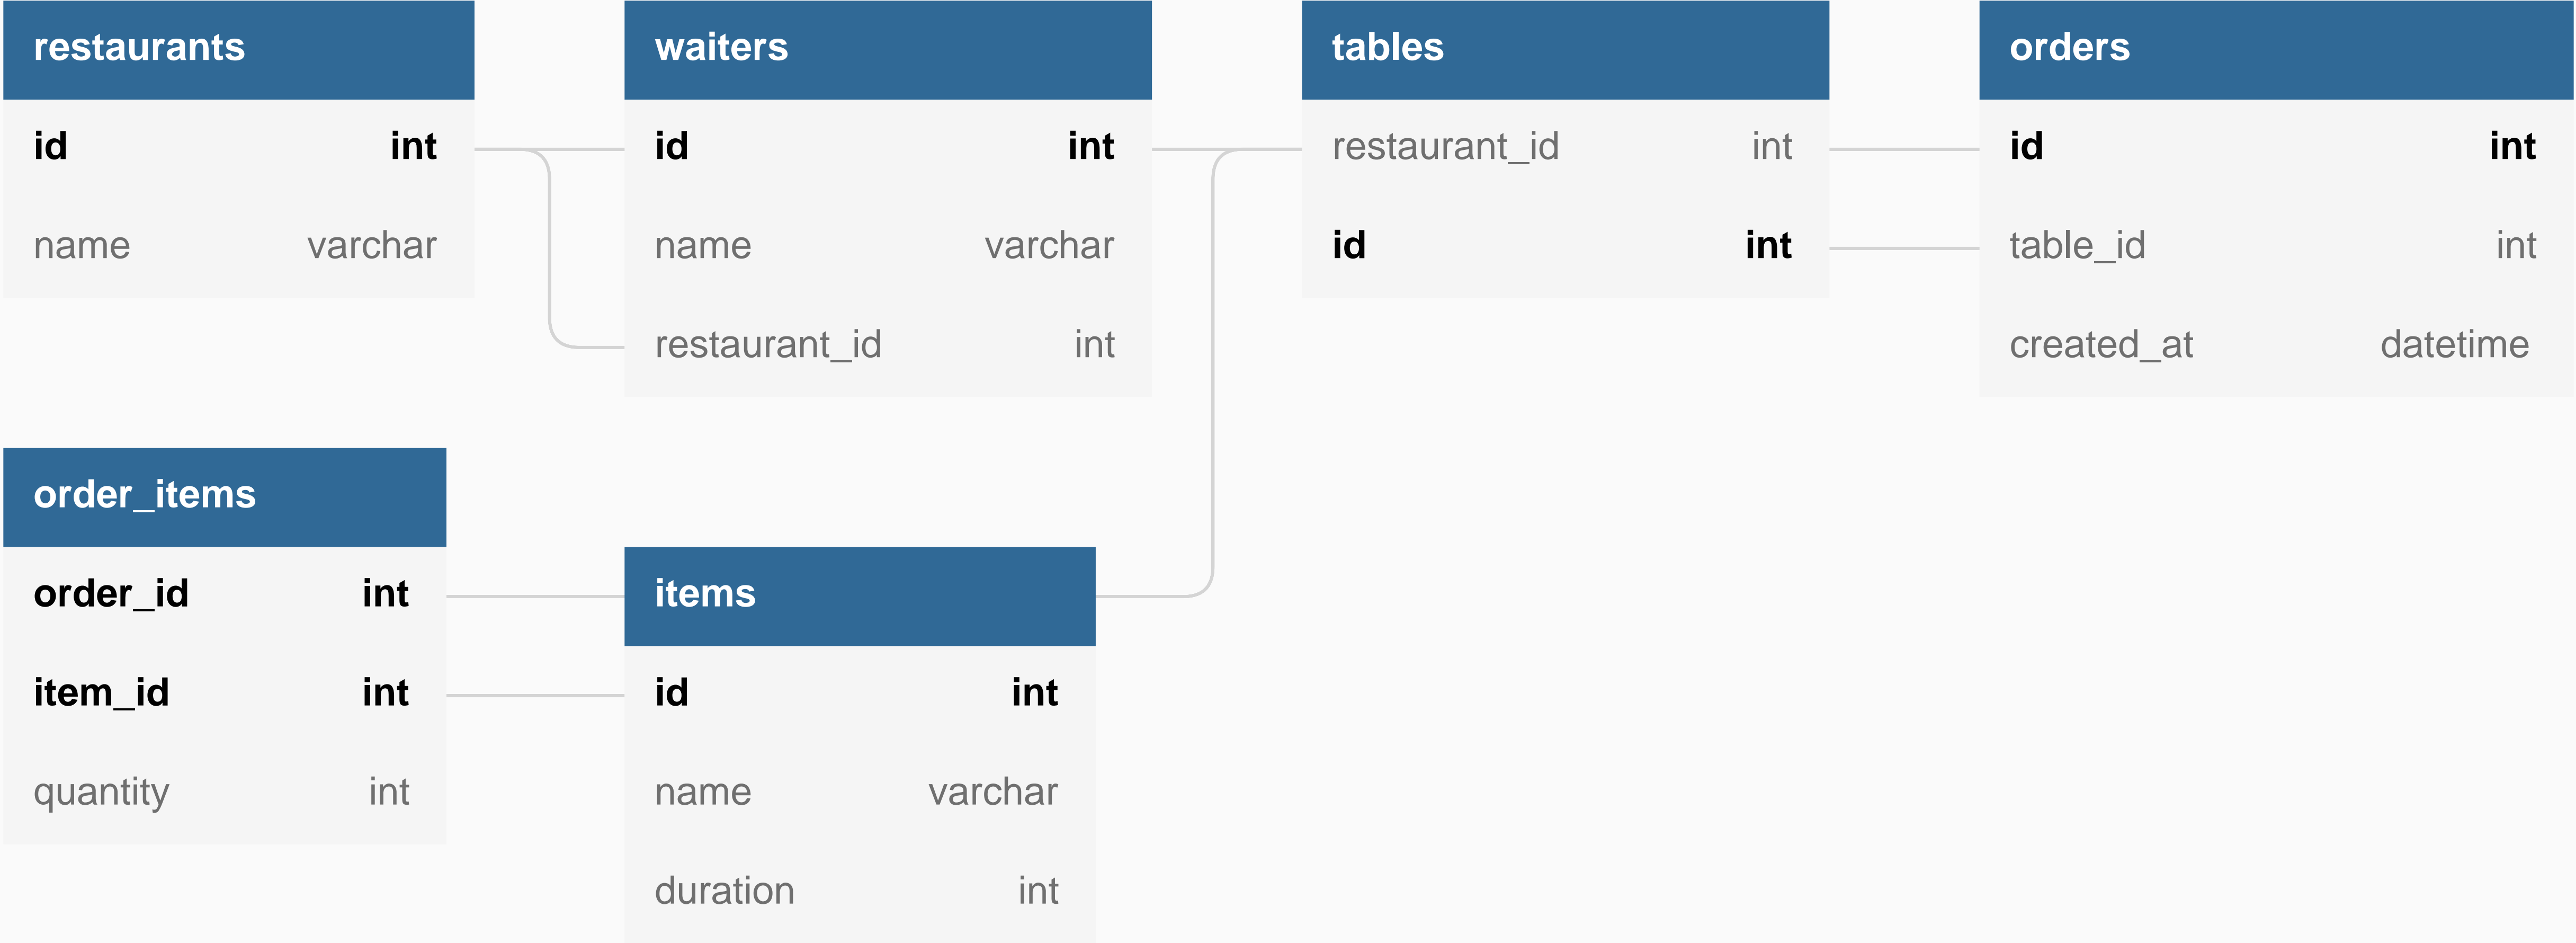 restaurants
id int
name varchar
waiters
id int
name varchar
restaurant_id int
tables
restaurant_id int
id int
orders
id int
table_id int
created_at datetime
order_items
order_id int
item_id int
quantity int
items
id int
name varchar
duration int